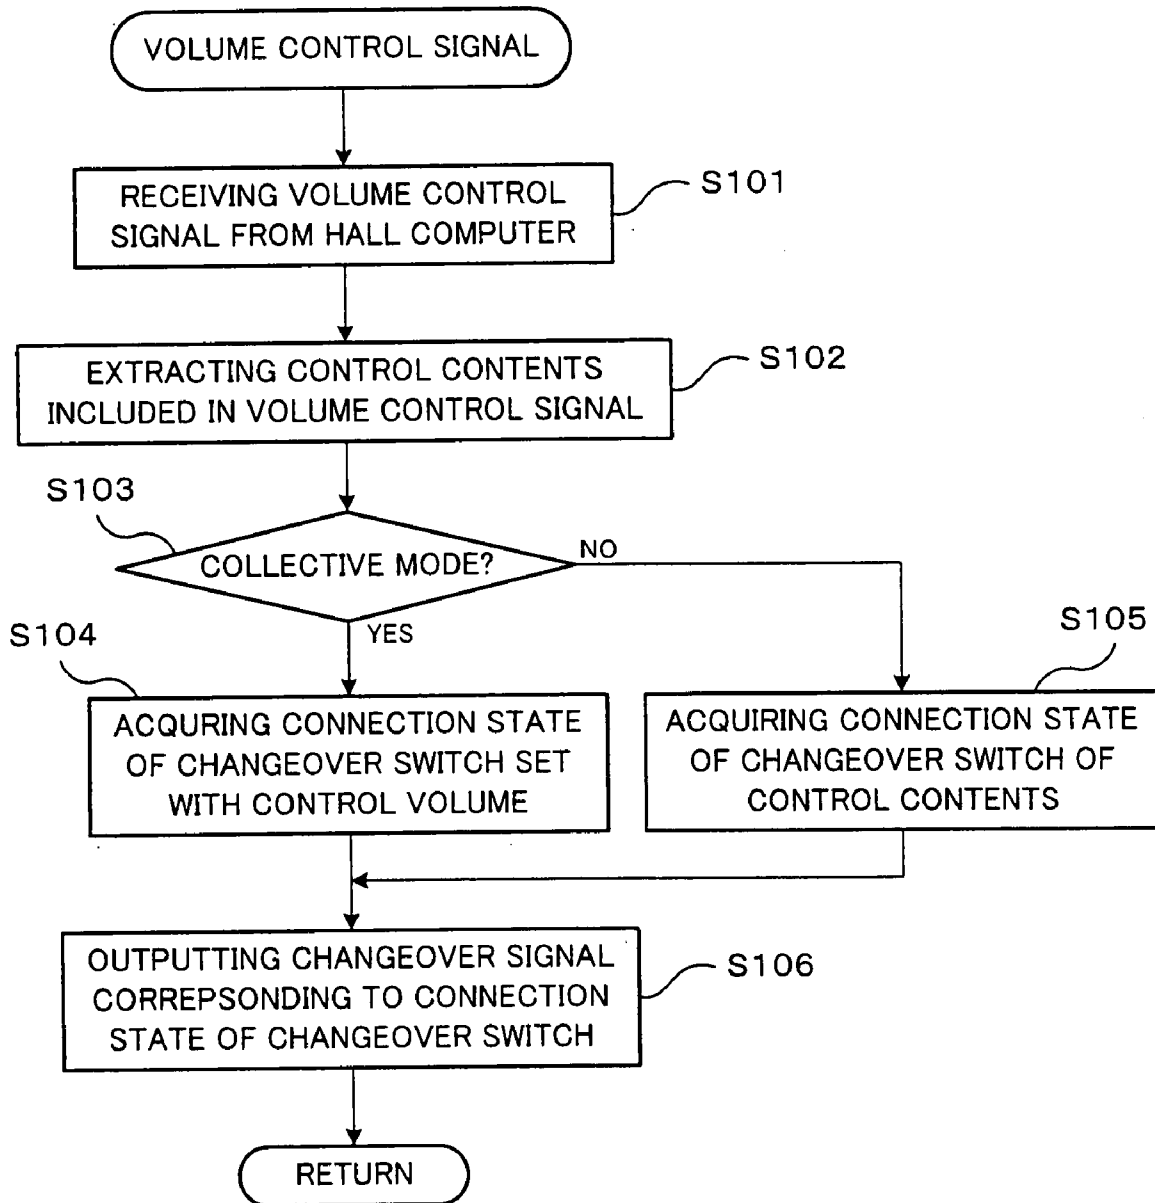 VOLUME CONTROL SIGNAL
RECEIVING VOLUME CONTROL
SIGNAL FROM HALL COMPUTER
S101
EXTRACTING CONTROL CONTENTS
INCLUDED IN VOLUME CONTROL SIGNAL
S102
S103
COLLECTIVE MODE?
NO
YES
S104
ACQURING CONNECTION STATE
OF CHANGEOVER SWITCH SET
WITH CONTROL VOLUME
S105
ACQUIRING CONNECTION STATE
OF CHANGEOVER SWITCH OF
CONTROL CONTENTS
OUTPUTTING CHANGEOVER SIGNAL
CORREPSONDING TO CONNECTION
STATE OF CHANGEOVER SWITCH
S106
RETURN